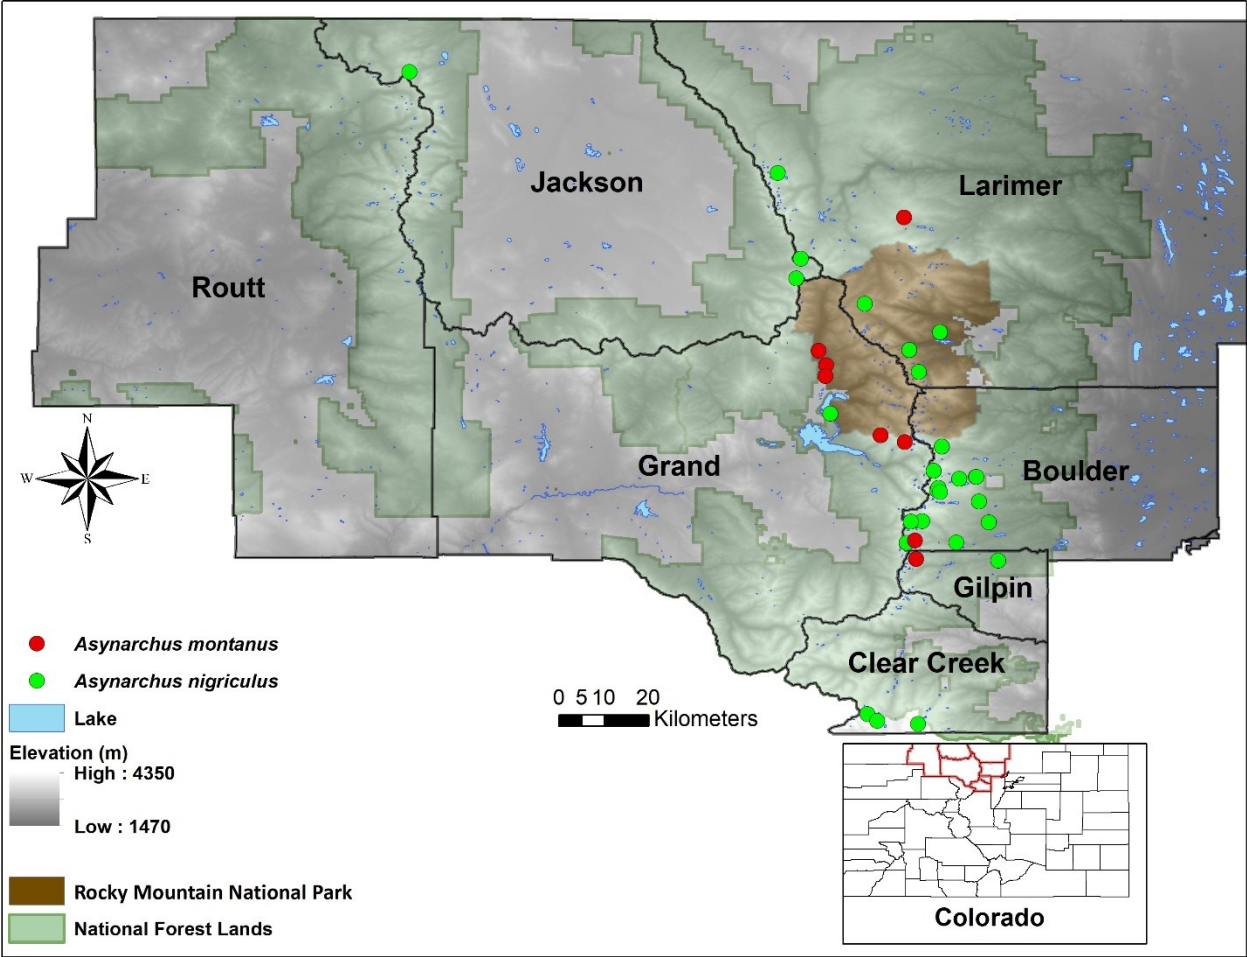 Jackson
Larimer
Routt
N
W
E
S
Grand
Boulder
Gilpin
Clear Creek
Asynarchus montanus
Asynarchus nigriculus
Lake
Elevation (m)
High : 4350
Low : 1470
Rocky Mountain National Park
National Forest Lands
0 5 10 20
Kilometers
Colorado